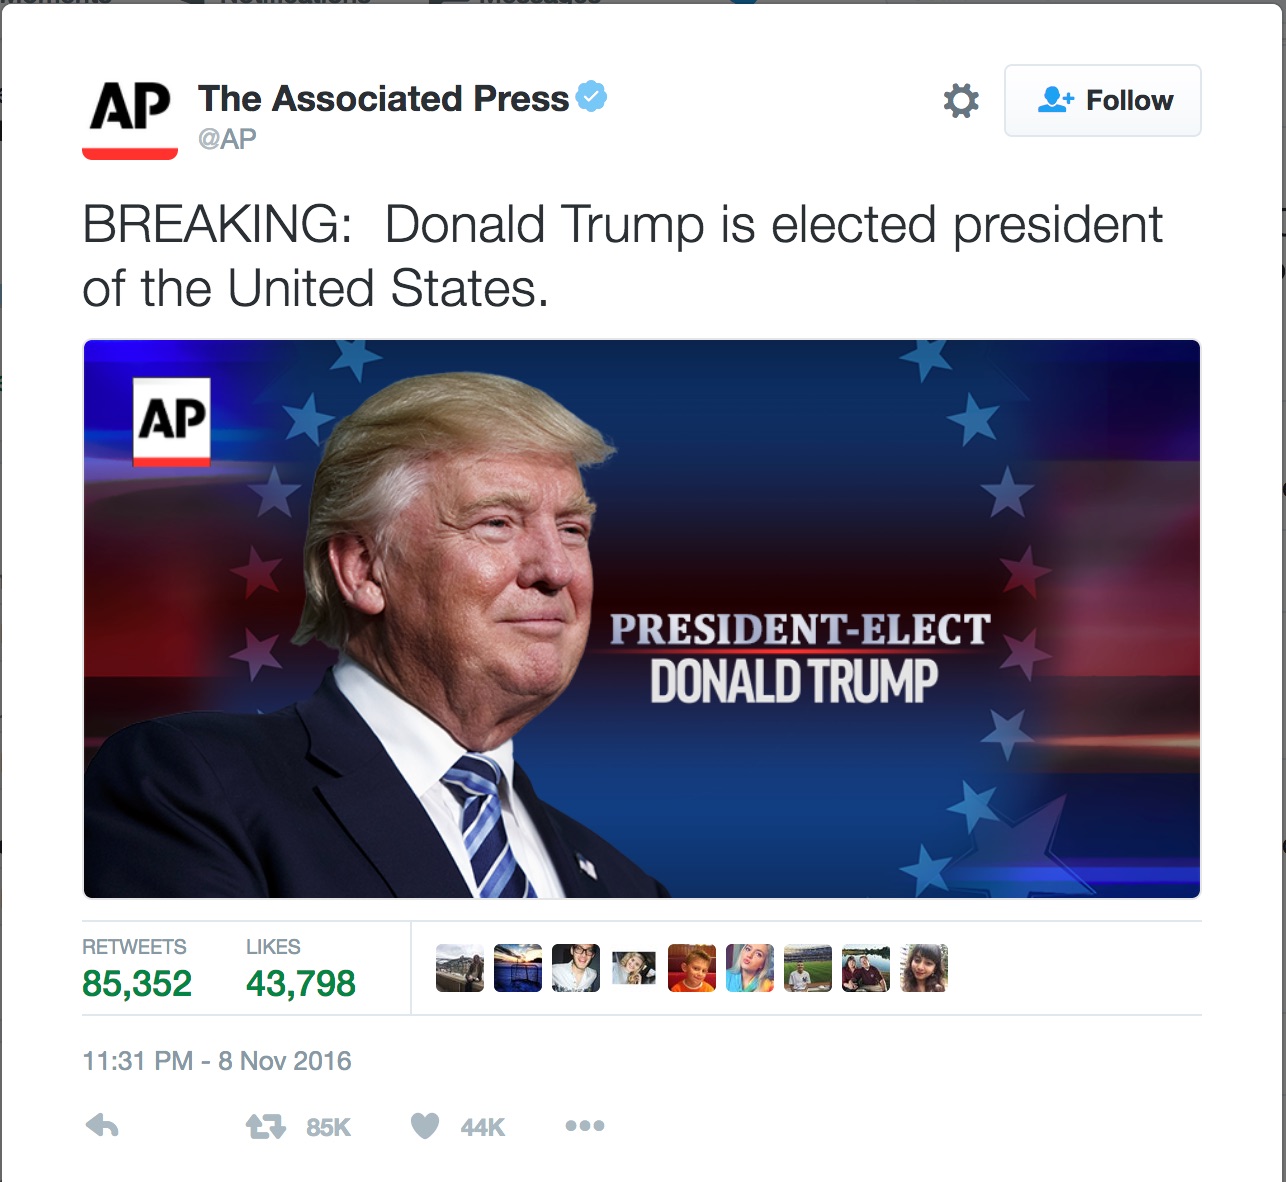 AP
The Associated Press
@AP
Follow
BREAKING:  Donald Trump is elected president
of the United States.
AP
PRESIDENT-ELECT
DONALD TRUMP
RETWEETS
LIKES
85,352
43,798
11:31 PM - 8 Nov 2016
85K
44K